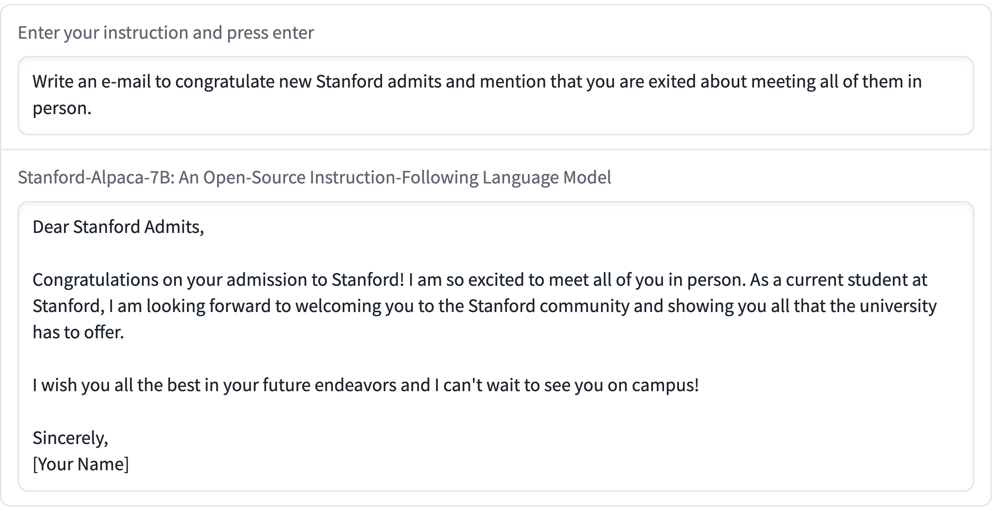 Enter your instruction and press enter
Write an e-mail to congratulate new Stanford admits and mention that you are exited about meeting all of them in
person.
Stanford-Alpaca-7B: An Open-Source Instruction-Following Language Model
Dear Stanford Admits,
Congratulations on your admission to Stanford! I am so excited to meet all of you in person. As a current student at
Stanford, I am looking forward to welcoming you to the Stanford community and showing you all that the university
has to offer.
I wish you all the best in your future endeavors and I can't wait to see you on campus!
Sincerely,
[Your Name]